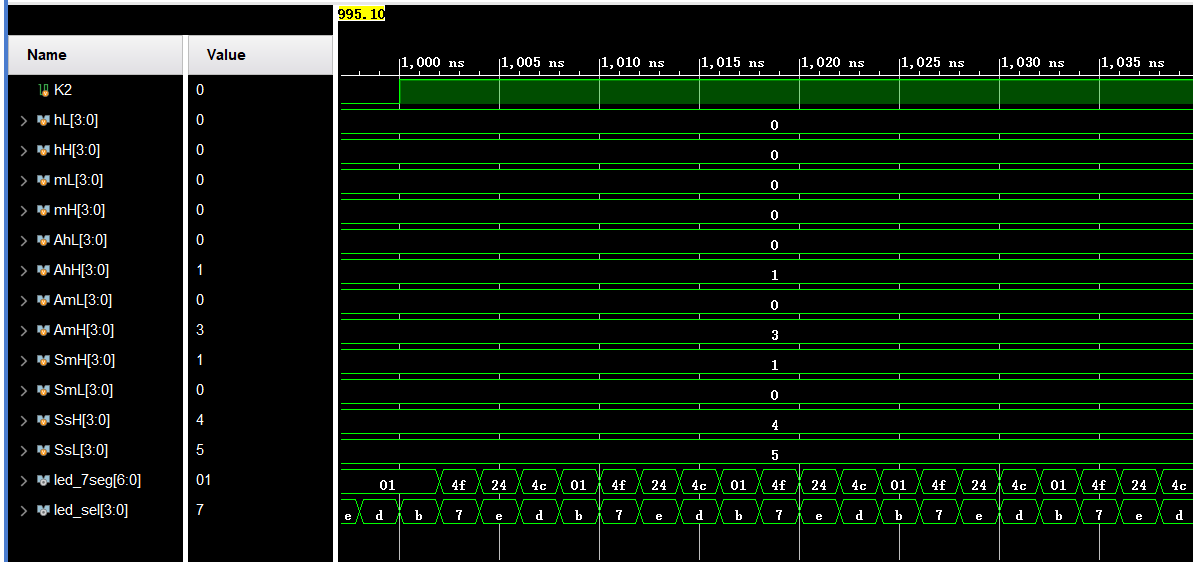 995.10
Name Value
1,000 ns 1,005 ns 1,010 ns 1,015 ns 1,020 ns 1,025 ns 1,030 ns 1,035 ns
K2 0
hL[3:0] 0 0
hH[3:0] 0 0
mL[3:0] 0 0
mH[3:0] 0 0
AhL[3:0] 0 0
AhH[3:0] 1 1
AmL[3:0] 0 0
AmH[3:0] 3 3
SmH[3:0] 1 1
SmL[3:0] 0 0
SsH[3:0] 4 4
SsL[3:0] 5 5
led_7seg[6:0] 01 01 4f 24 4c 01 4f 24 4c 01 4f 24 4c 01 4f 24 4c 01 4f 24 4c
led_sel[3:0] 7 e d b 7 e d b 7 e d b 7 e d b 7 e d b 7 e d